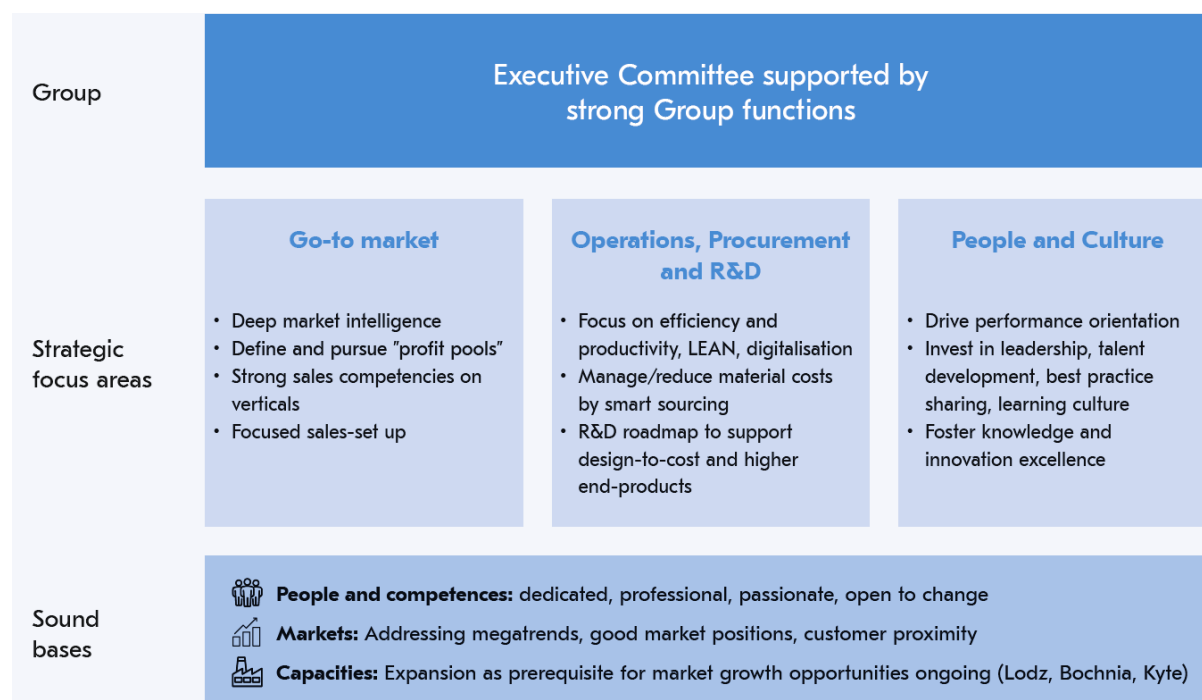 Group
Executive Committee supported by
strong Group functions
Strategic
focus areas
Go-to market
• Deep market intelligence
• Define and pursue ”profit pools”
• Strong sales competencies on
verticals
• Focused sales-set up
Operations, Procurement
and R&D
• Focus on efficiency and
productivity, LEAN, digitalisation
• Manage/reduce material costs
by smart sourcing
• R&D roadmap to support
design-to-cost and higher
end-products
People and Culture
• Drive performance orientation
• Invest in leadership, talent
development, best practice
sharing, learning culture
• Foster knowledge and
innovation excellence
Sound
bases
People and competences: dedicated, professional, passionate, open to change
Markets: Addressing megatrends, good market positions, customer proximity
Capacities: Expansion as prerequisite for market growth opportunities ongoing (Lodz, Bochnia, Kyte)